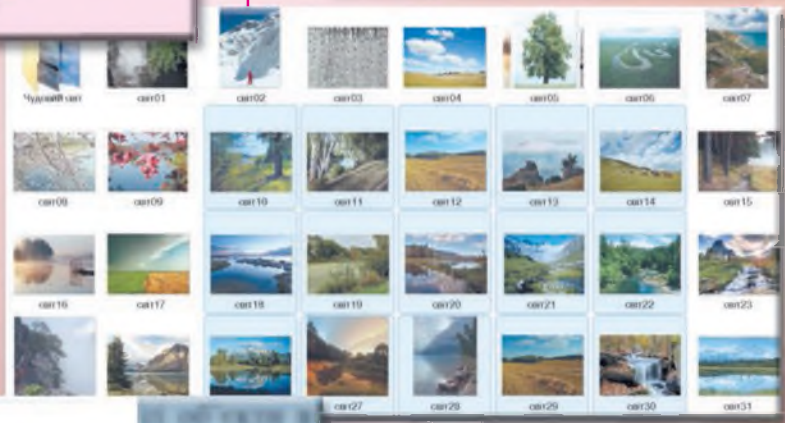 Чудовий світ світ01 світ02 світ03 світ04 світ05 світ06 світ07
світ08 світ09 світ10 світ11 світ12 світ13 світ14 світ15
світ16 світ17 світ18 світ19 світ20 світ21 світ22 світ23
світ27 світ28 світ29 світ30 світ31